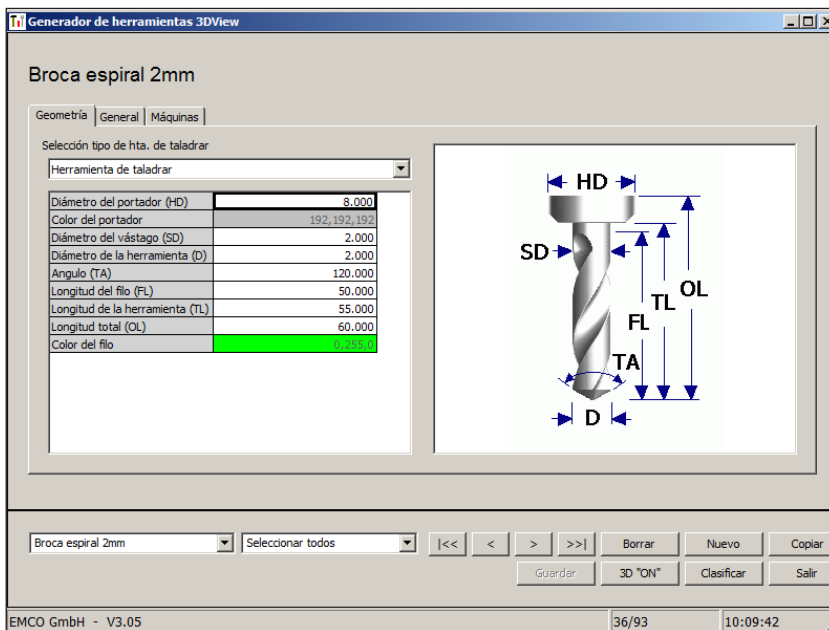 Generador de herramientas 3DView
Broca espiral 2mm
Geometría General Máquinas
Selección tipo de hta. de taladrar
Herramienta de taladrar
Diámetro del portador (HD) 8.000
Color del portador 192,192,192
Diámetro del vástago (SD) 2.000
Diámetro de la herramienta (D) 2.000
Angulo (TA) 120.000
Longitud del filo (FL) 50.000
Longitud de la herramienta (TL) 55.000
Longitud total (OL) 60.000
Color del filo 0,255,0
HD
SD
OL
TL
FL
TA
D
Broca espiral 2mm Seleccionar todos |<< < > >>| Borrar Nuevo Copiar
Guardar 3D "ON" Clasificar Salir
EMCO GmbH - V3.05 36/93 10:09:42